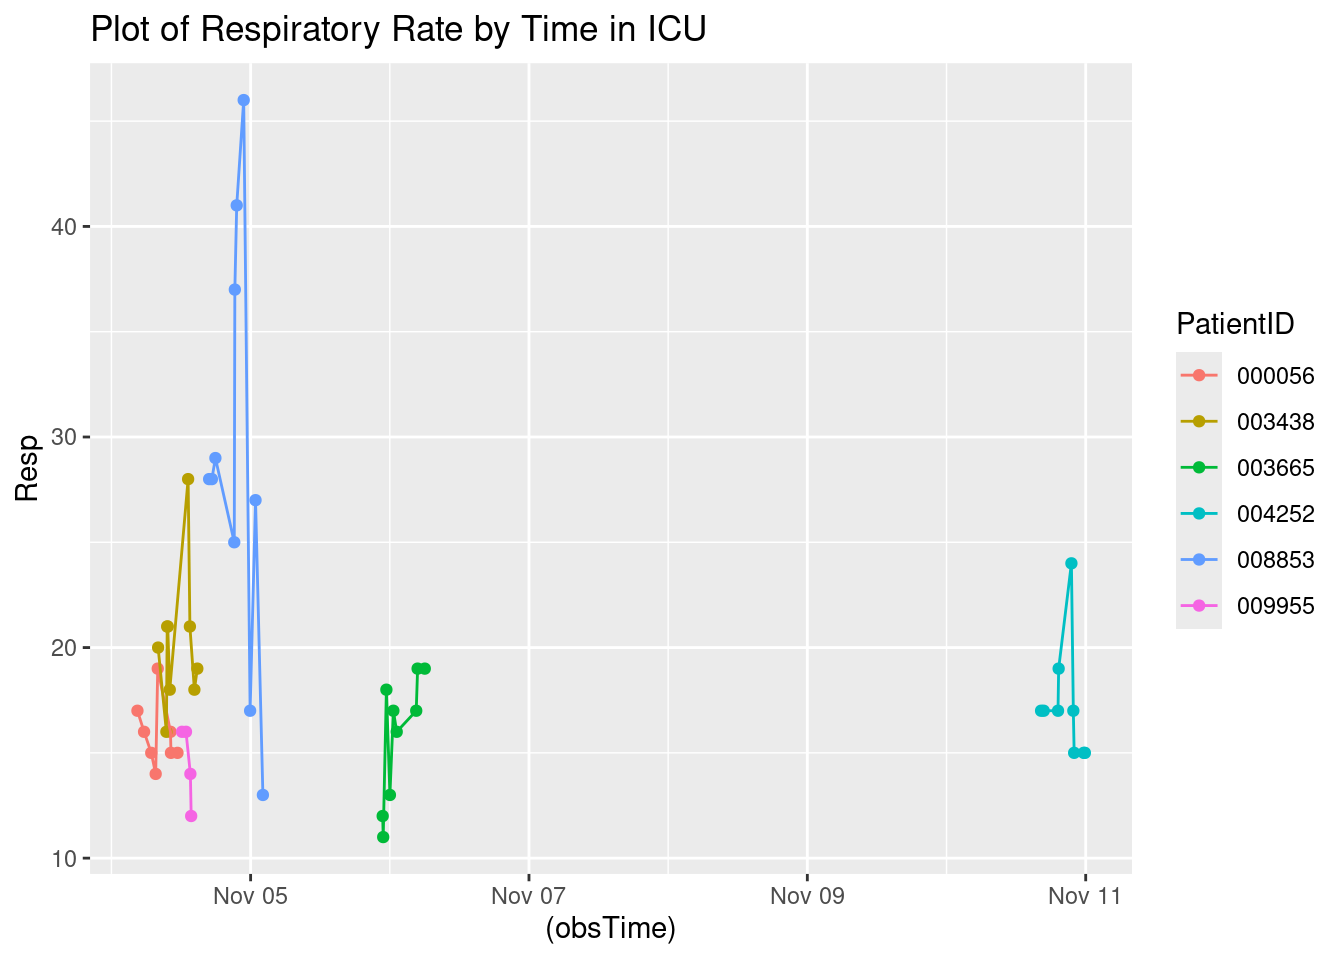 Plot of Respiratory Rate by Time in ICU
Resp
40
30
20
10
Nov 05
Nov 07
Nov 09
Nov 11
(obsTime)
PatientID
000056
003438
003665
004252
008853
009955